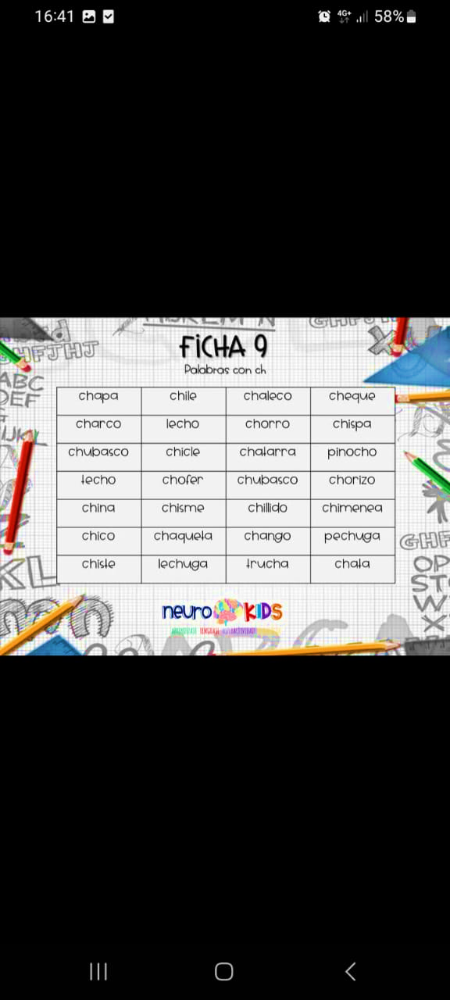 16:41 4G+ 58%
FiCHA 9
Palabras con ch
chapa chile chaleco cheque
charco lecho chorro chispa
chubasco chicle chatarra pinocho
techo chofer chubasco chorizo
china chisme chillido chimenea
chico chaqueta chango pechuga
chiste lechuga trucha chata
neuro KIDS
ABC
DEF
IJKL
KL
HFJHJ
GHF
OP
ST
W
X